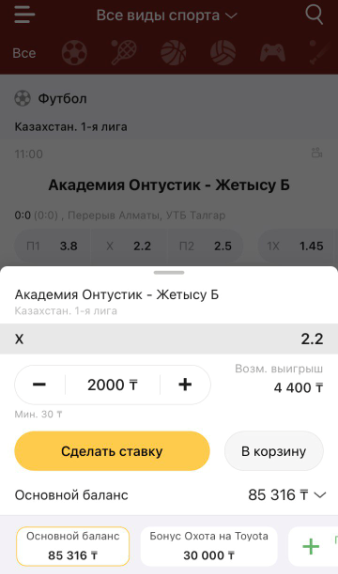 Все виды спорта
Все
Футбол
Казахстан. 1-я лига
11:00
Академия Онтустик - Жетысу Б
0:0 (0:0) , Перерыв Алматы, УТБ Талгар
П1 3.8 X 2.2 П2 2.5 1X 1.45
Академия Онтустик - Жетысу Б
Казахстан. 1-я лига
X 2.2
− 2000 ₸ +
Возм. выигрыш
4 400 ₸
Мин. 30 ₸
Сделать ставку
В корзину
Основной баланс 85 316 ₸
Основной баланс
85 316 ₸
Бонус Охота на Toyota
30 000 ₸
+